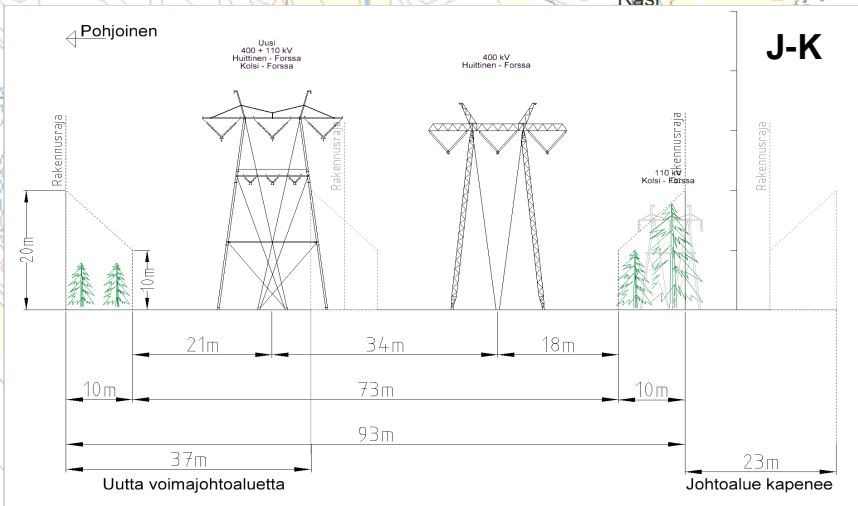 Kasi
Pohjoinen
J-K
Uusi
400 + 110 kV
Huittinen - Forssa
Kolsi - Forssa
400 kV
Huittinen - Forssa
110 kV
Kolsi - Forssa
Rakennusraja
Rakennusraja
Rakennusraja
Rakennusraja
20m
10m
21m
34m
18m
10m
73m
10m
93m
37m
23m
Uutta voimajohtoaluetta
Johtoalue kapenee